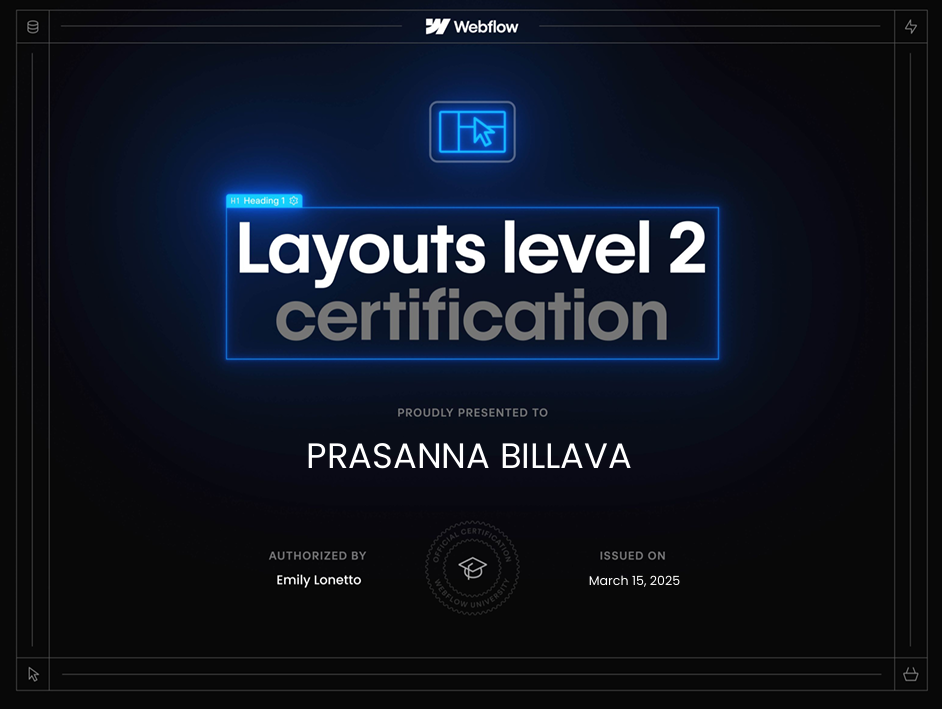 Webflow
H1 Heading 1
Layouts level 2
certification
PROUDLY PRESENTED TO
PRASANNA BILLAVA
OFFICIAL CERTIFICATION
WEBFLOW UNIVERSITY
AUTHORIZED BY
Emily Lonetto
ISSUED ON
March 15, 2025